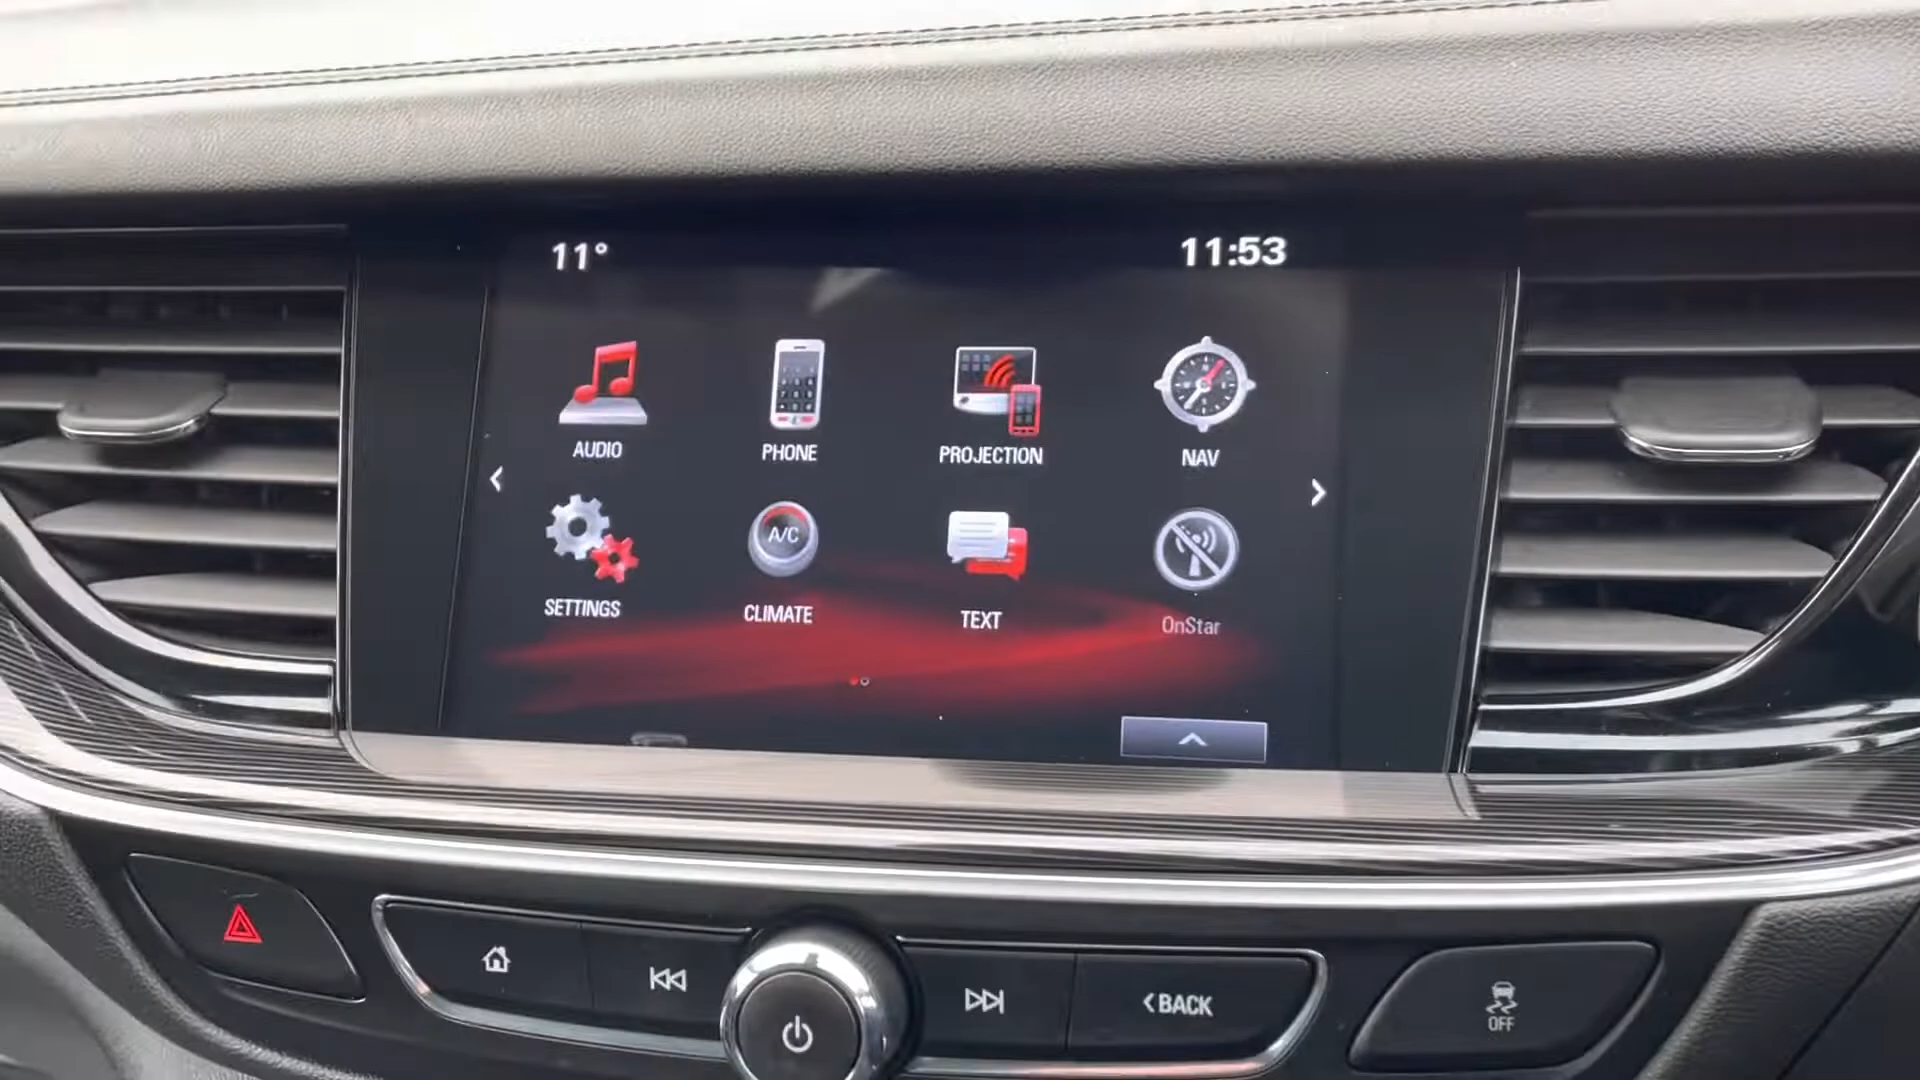 11°
11:53
AUDIO
PHONE
PROJECTION
NAV
SETTINGS
A/C
CLIMATE
TEXT
OnStar
BACK
OFF